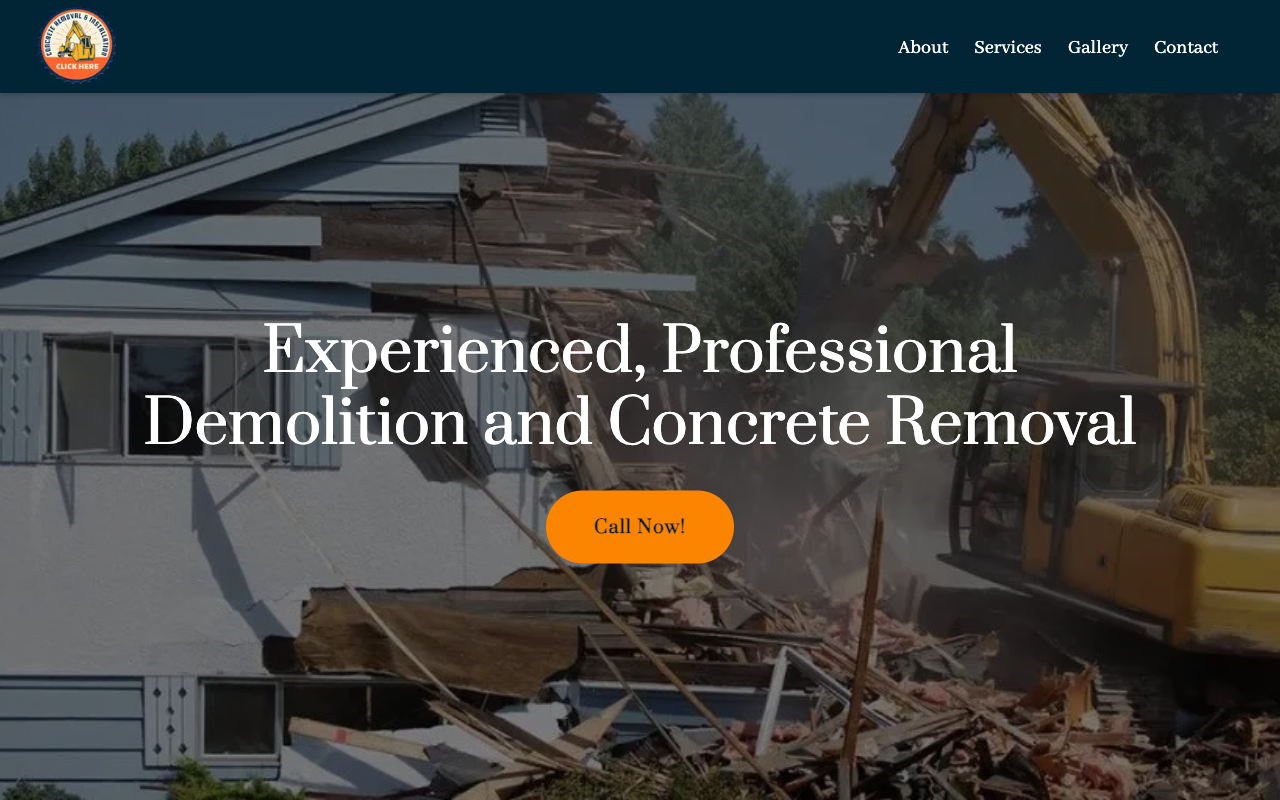 CONCRETE REMOVAL & INSTALLATION
CLICK HERE
About
Services
Gallery
Contact
Experienced, Professional
Demolition and Concrete Removal
Call Now!